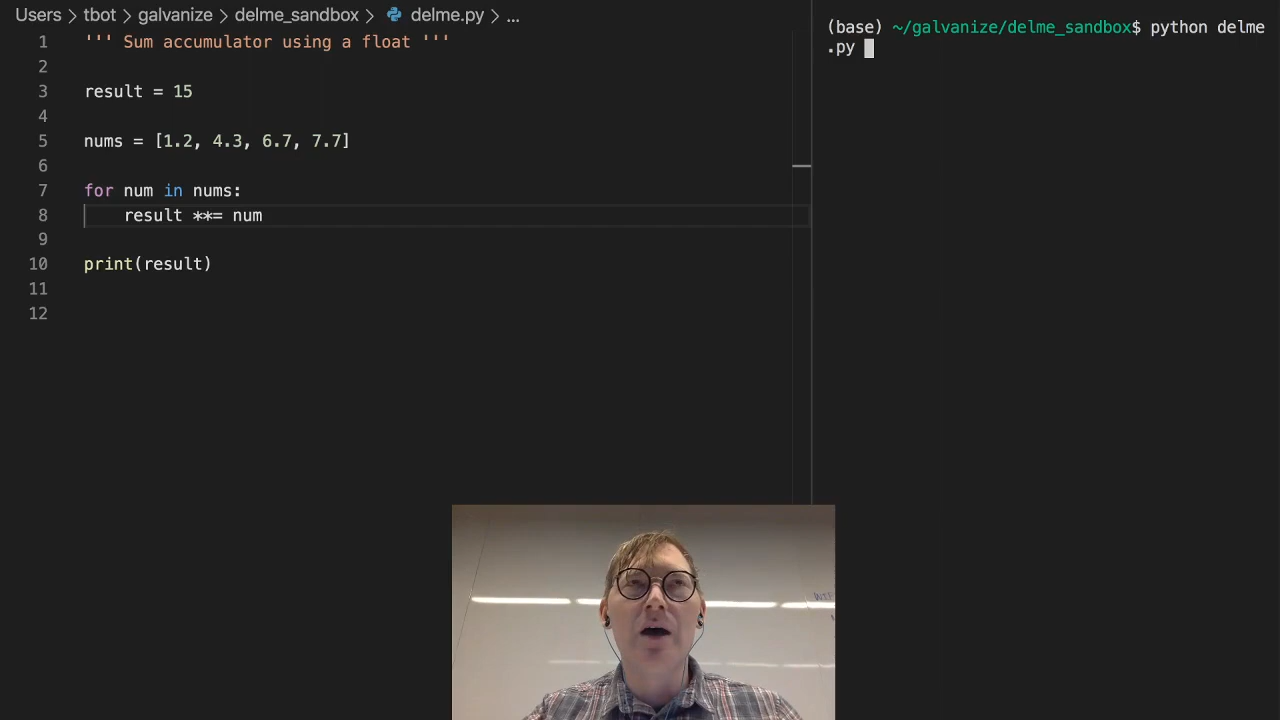 Users > tbot > galvanize > delme_sandbox > delme.py > ...
1 ''' Sum accumulator using a float '''
2
3 result = 15
4
5 nums = [1.2, 4.3, 6.7, 7.7]
6
7 for num in nums:
8     result **= num
9
10 print(result)
11
12
(base) ~/galvanize/delme_sandbox$ python delme
.py